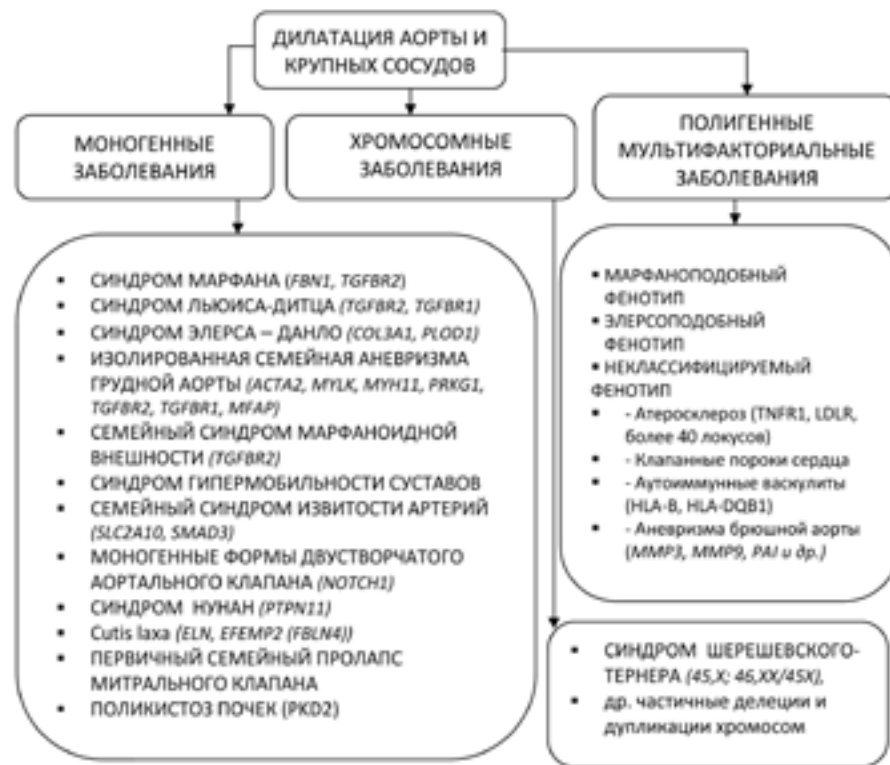 ДИЛАТАЦИЯ АОРТЫ И
КРУПНЫХ СОСУДОВ
МОНОГЕННЫЕ
ЗАБОЛЕВАНИЯ
ХРОМОСОМНЫЕ
ЗАБОЛЕВАНИЯ
ПОЛИГЕННЫЕ
МУЛЬТИФАКТОРИАЛЬНЫЕ
ЗАБОЛЕВАНИЯ
▪ СИНДРОМ МАРФАНА (FBN1, TGFBR2)
▪ СИНДРОМ ЛЬЮИСА-ДИТЦА (TGFBR2, TGFBR1)
▪ СИНДРОМ ЭЛЕРСА – ДАНЛО (COL3A1, PLOD1)
▪ ИЗОЛИРОВАННАЯ СЕМЕЙНАЯ АНЕВРИЗМА
ГРУДНОЙ АОРТЫ (ACTA2, MYLK, MYH11, PRKG1,
TGFBR2, TGFBR1, MFAP)
▪ СЕМЕЙНЫЙ СИНДРОМ МАРФАНОИДНОЙ
ВНЕШНОСТИ (TGFBR2)
▪ СИНДРОМ ГИПЕРМОБИЛЬНОСТИ СУСТАВОВ
▪ СЕМЕЙНЫЙ СИНДРОМ ИЗВИТОСТИ АРТЕРИЙ
(SLC2A10, SMAD3)
▪ МОНОГЕННЫЕ ФОРМЫ ДВУСТВОРЧАТОГО
АОРТАЛЬНОГО КЛАПАНА (NOTCH1)
▪ СИНДРОМ НУНАН (PTPN11)
▪ Cutis laxa (ELN, EFEMP2 (FBLN4))
▪ ПЕРВИЧНЫЙ СЕМЕЙНЫЙ ПРОЛАПС
МИТРАЛЬНОГО КЛАПАНА
▪ ПОЛИКИСТОЗ ПОЧЕК (PKD2)
▪ МАРФАНОПОДОБНЫЙ
ФЕНОТИП
▪ ЭЛЕРСОПОДОБНЫЙ
ФЕНОТИП
▪ НЕКЛАССИФИЦИРУЕМЫЙ
ФЕНОТИП
▪ - Атеросклероз (TNFR1, LDLR,
более 40 локусов)
▪ - Клапанные пороки сердца
▪ - Аутоиммунные васкулиты
(HLA-B, HLA-DQB1)
▪ - Аневризма брюшной аорты
(MMP3, MMP9, PAI и др.)
▪ СИНДРОМ ШЕРЕШЕВСКОГО-
ТЕРНЕРА (45,X; 46,XX/45X),
▪ др. частичные делеции и
дупликации хромосом